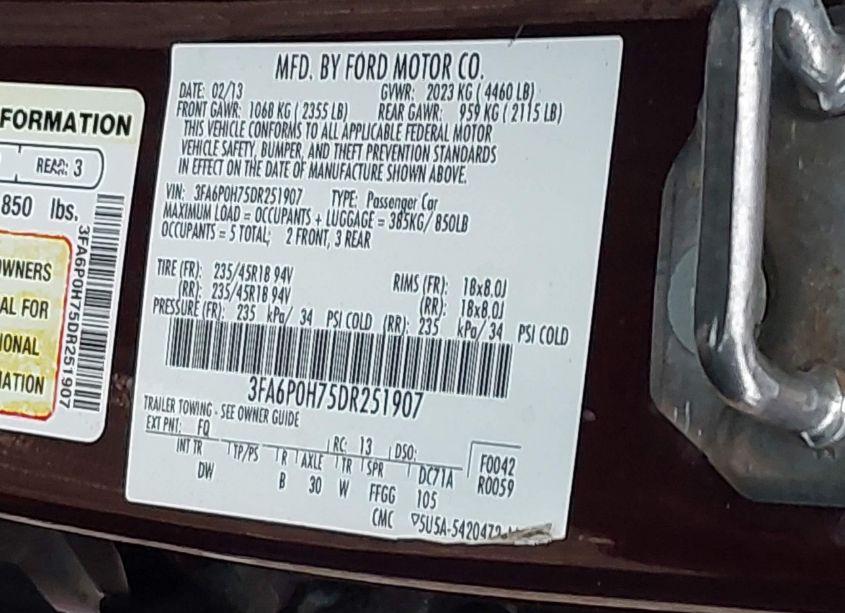 FORMATION
REAR: 3
850 lbs.
OWNERS
AL FOR
IONAL
MATION
3FA6P0H75DR251907
MFD. BY FORD MOTOR CO.
DATE: 02/13 GVWR: 2023 KG ( 4460 LB)
FRONT GAWR: 1068 KG ( 2355 LB) REAR GAWR: 959 KG ( 2115 LB)
THIS VEHICLE CONFORMS TO ALL APPLICABLE FEDERAL MOTOR
VEHICLE SAFETY, BUMPER, AND THEFT PREVENTION STANDARDS
IN EFFECT ON THE DATE OF MANUFACTURE SHOWN ABOVE.
VIN: 3FA6P0H75DR251907 TYPE: Passenger Car
MAXIMUM LOAD = OCCUPANTS + LUGGAGE = 385KG/ 850LB
OCCUPANTS = 5 TOTAL; 2 FRONT, 3 REAR
TIRE (FR): 235/45R18 94V RIMS (FR): 18x8.0J
(RR): 235/45R18 94V (RR): 18x8.0J
PRESSURE (FR): 235 kPa/ 34 PSI COLD (RR): 235 kPa/ 34 PSI COLD
3FA6P0H75DR251907
TRAILER TOWING - SEE OWNER GUIDE
EXT PNT: FQ RC: 13 DSO: F0042
INT TR TP/PS R AXLE TR SPR DC71A R0059
DW B 30 W FFGG 105
CMC